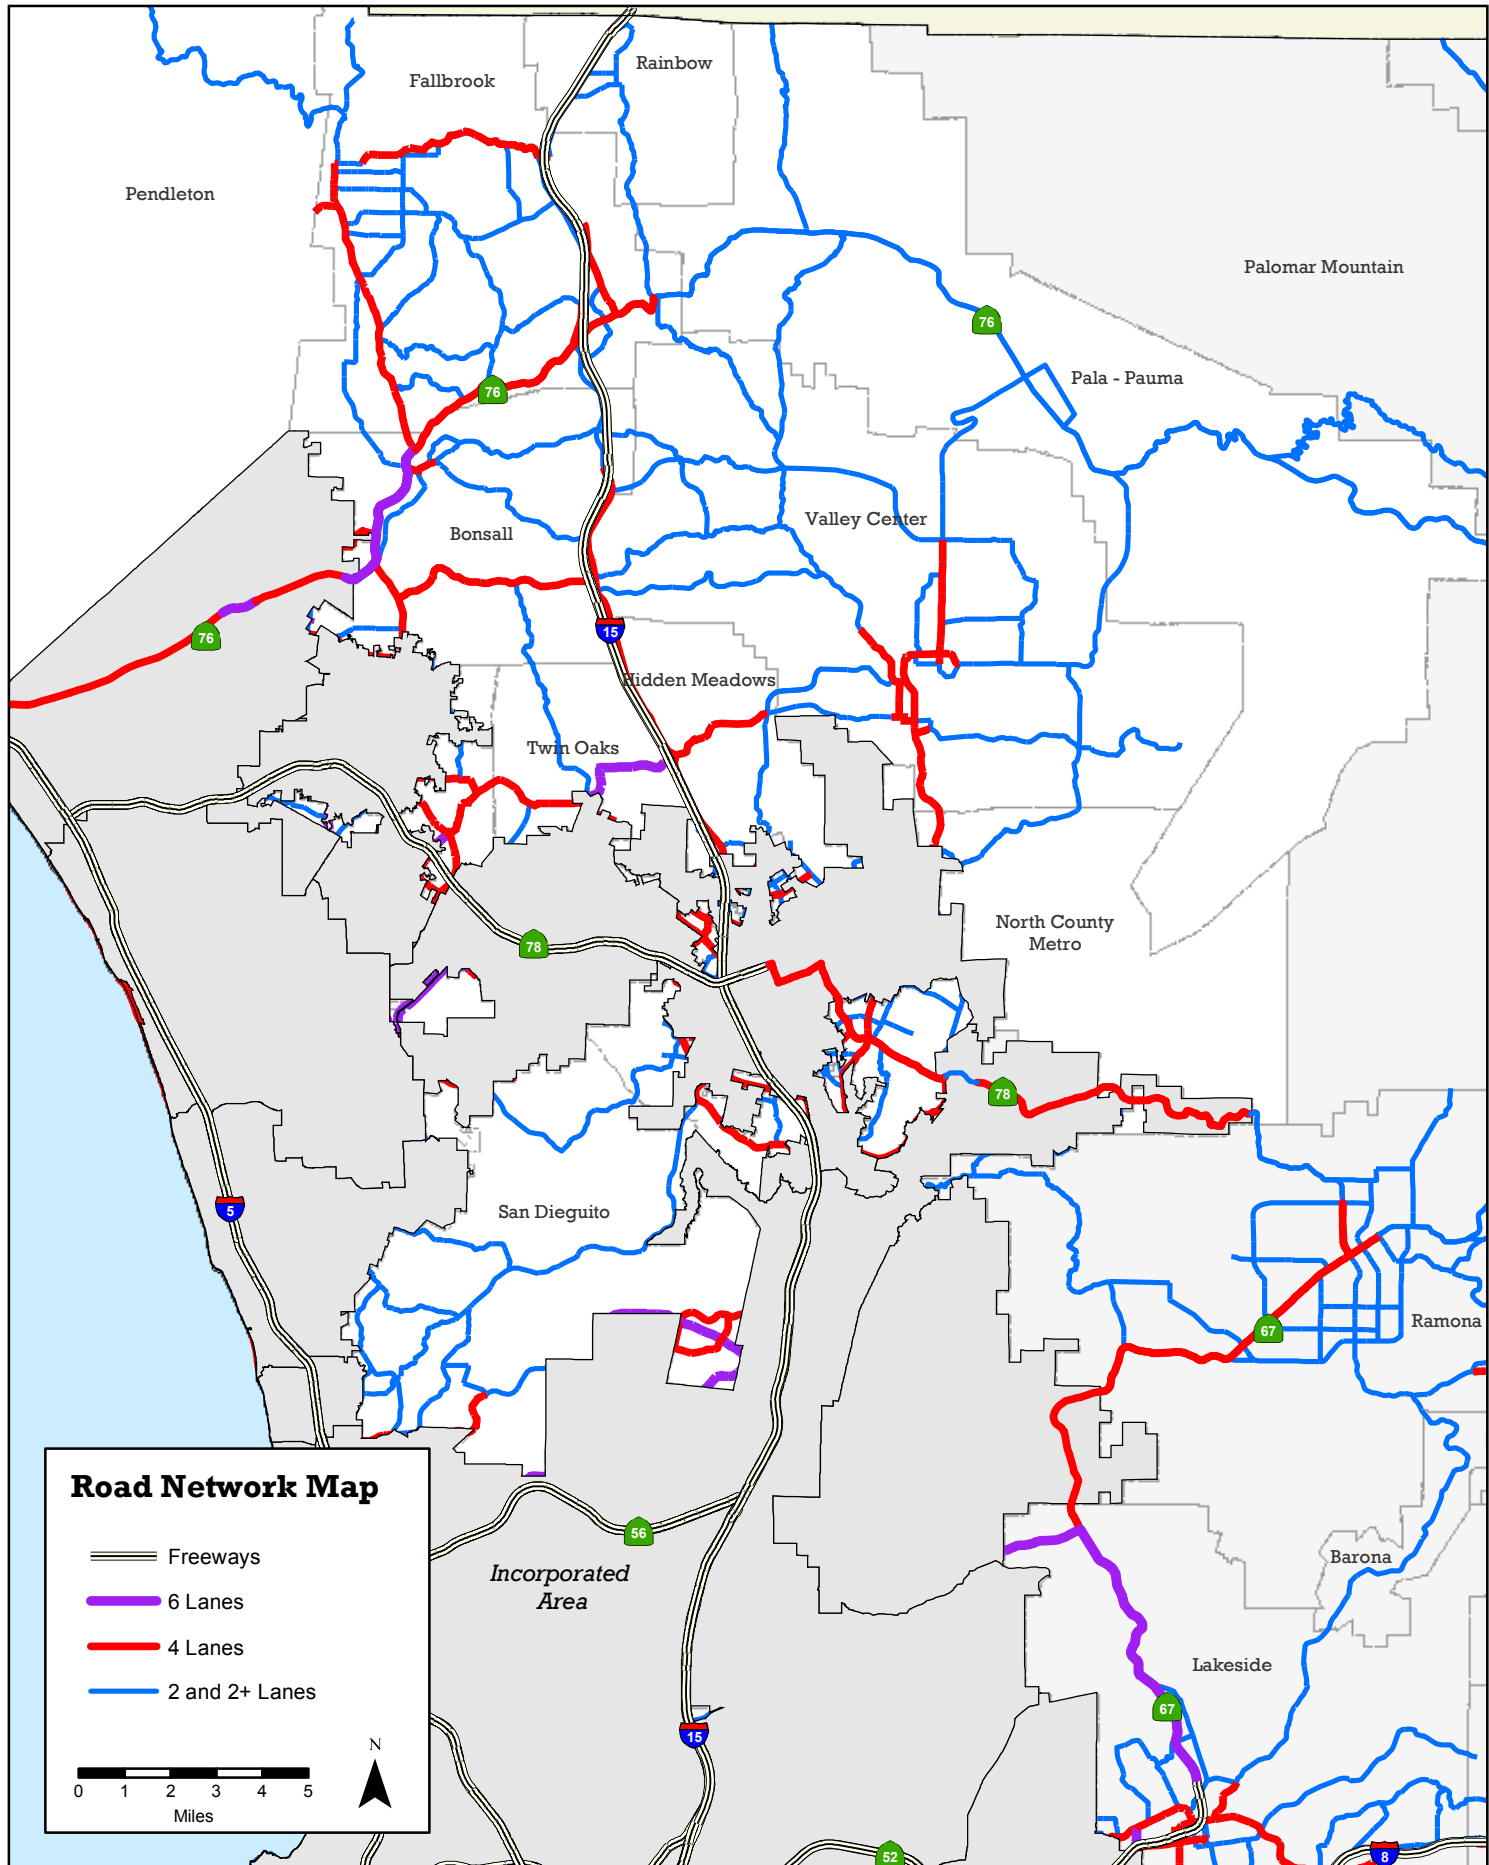 Rainbow
Fallbrook
Pendleton
Palomar Mountain
76
Pala - Pauma
76
Valley Center
Bonsall
76
15
Hidden Meadows
Twin Oaks
North County
Metro
78
78
5
San Dieguito
67
Ramona
Road Network Map
Freeways
6 Lanes
4 Lanes
2 and 2+ Lanes
N
0 1 2 3 4 5
Miles
56
Incorporated
Area
Barona
Lakeside
67
15
52
8